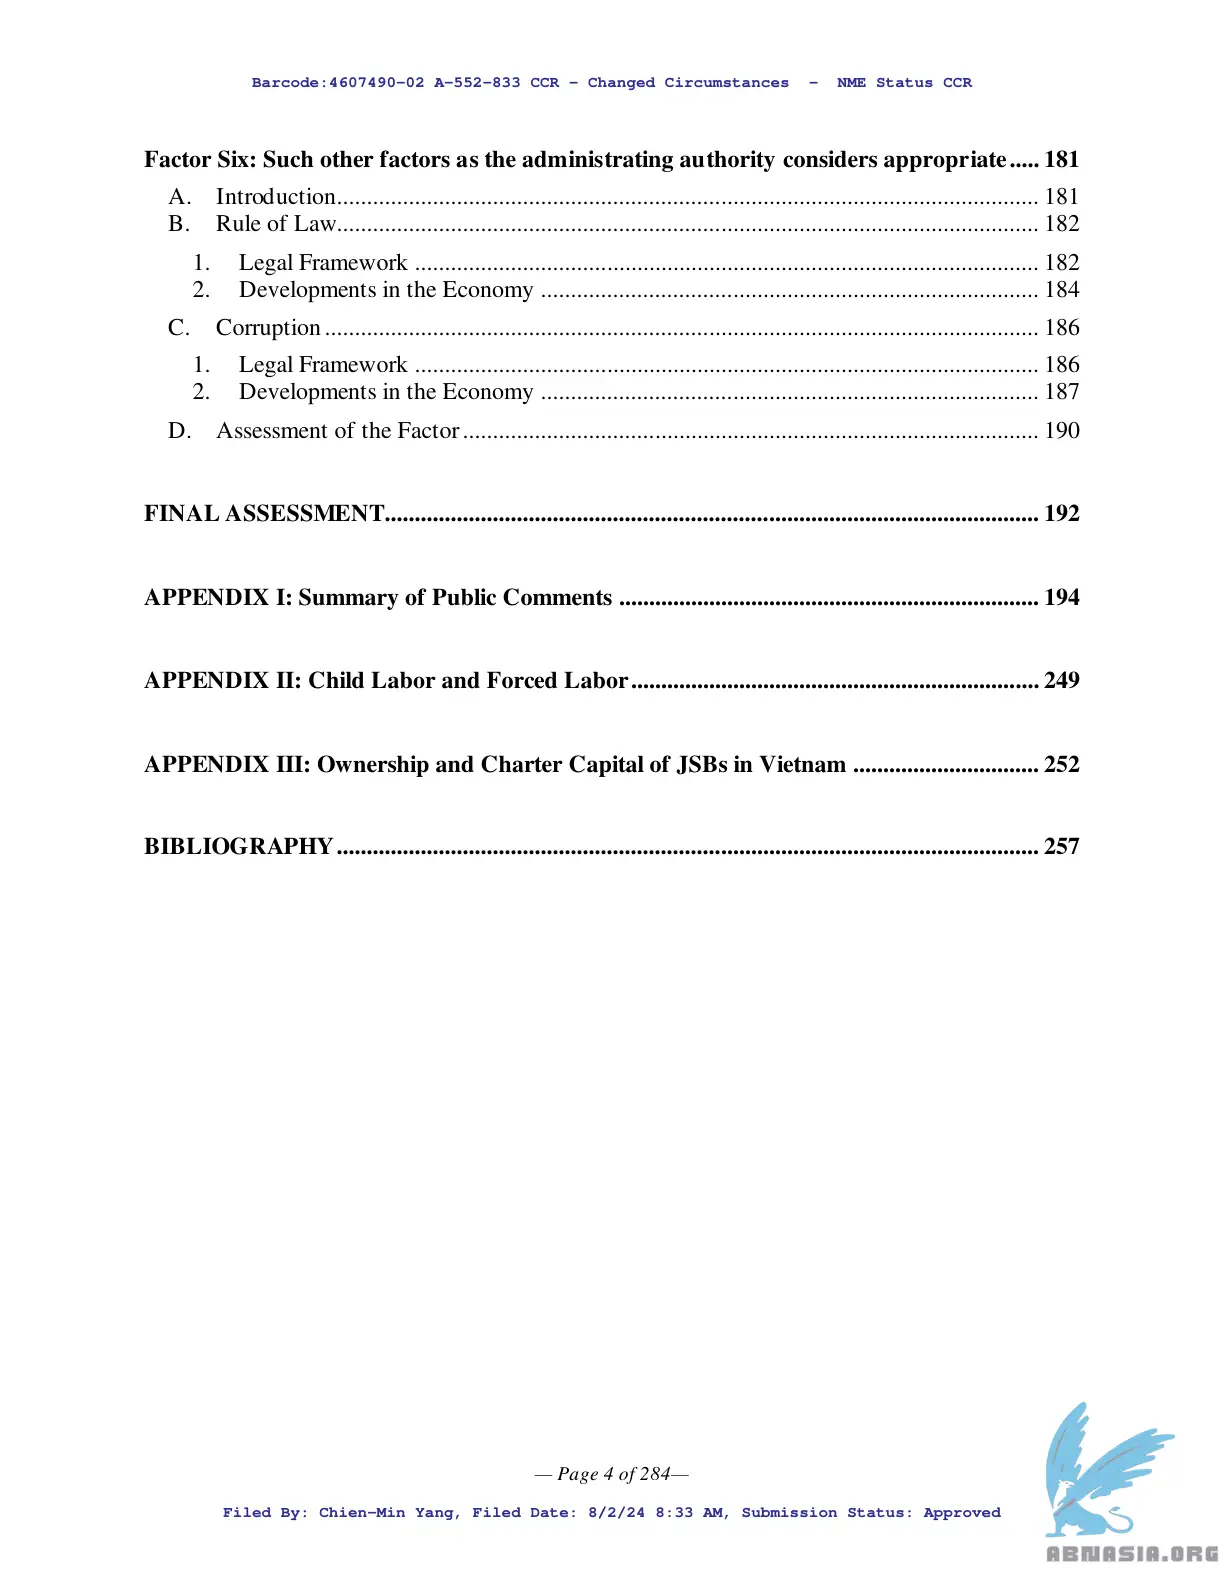 Barcode:4607490-02 A-552-833 CCR - Changed Circumstances - NME Status CCR
Factor Six: Such other factors as the administrating authority considers appropriate..... 181
A. Introduction..................................................................................................................... 181
B. Rule of Law..................................................................................................................... 182
1. Legal Framework ........................................................................................................ 182
2. Developments in the Economy ................................................................................... 184
C. Corruption ....................................................................................................................... 186
1. Legal Framework ........................................................................................................ 186
2. Developments in the Economy ................................................................................... 187
D. Assessment of the Factor ................................................................................................ 190
FINAL ASSESSMENT............................................................................................................. 192
APPENDIX I: Summary of Public Comments ...................................................................... 194
APPENDIX II: Child Labor and Forced Labor.................................................................... 249
APPENDIX III: Ownership and Charter Capital of JSBs in Vietnam ............................... 252
BIBLIOGRAPHY ..................................................................................................................... 257
— Page 4 of 284—
Filed By: Chien-Min Yang, Filed Date: 8/2/24 8:33 AM, Submission Status: Approved
ABNASIA.ORG